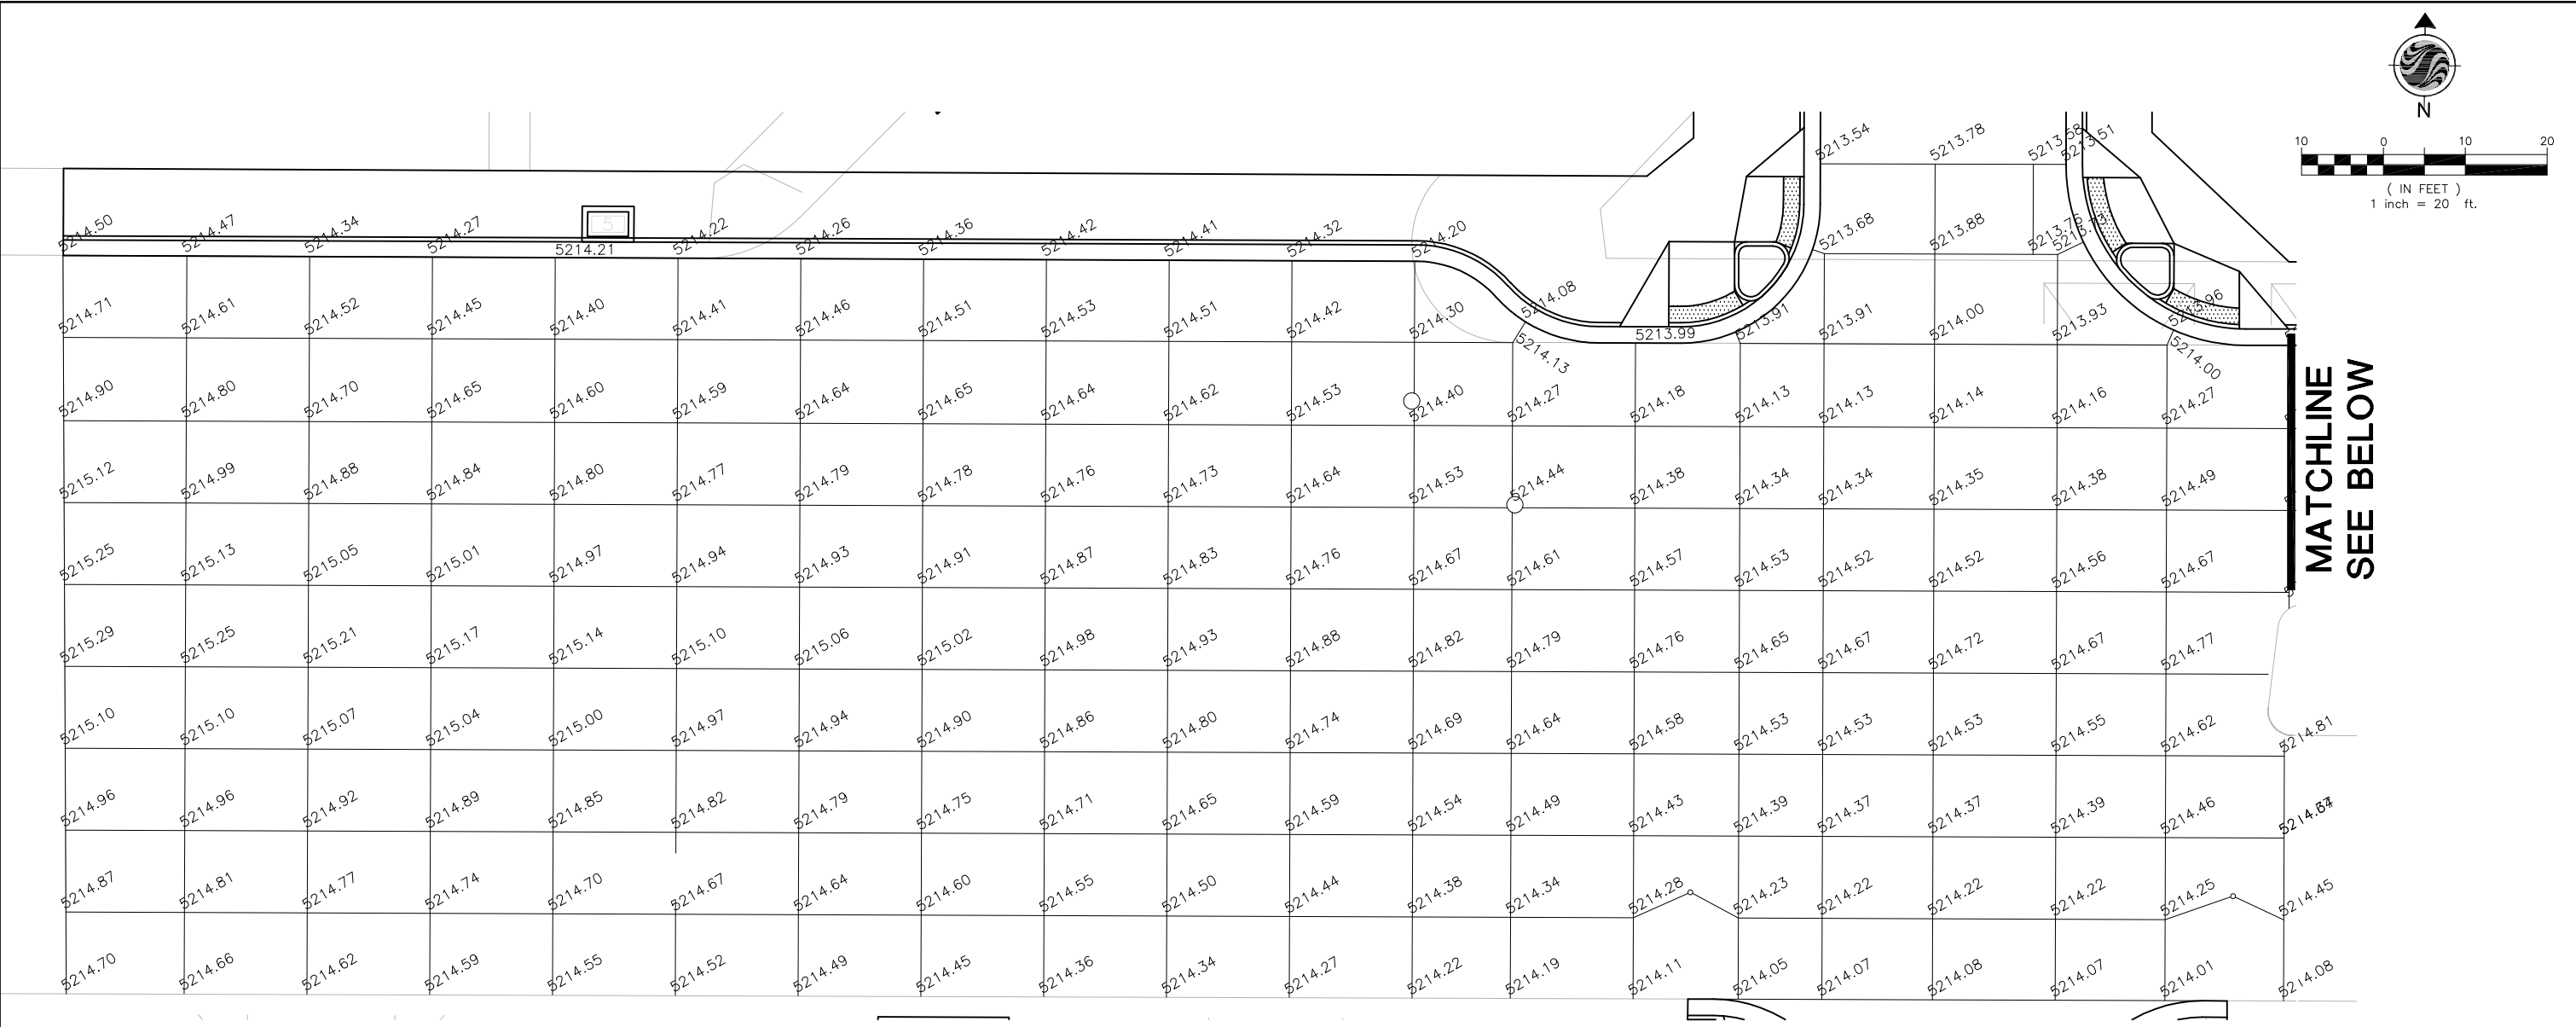 N
10 0 10 20
( IN FEET )
1 inch = 20 ft.
5213.54 5213.78 5213.58 5213.51
5214.50 5214.47 5214.34 5214.27 5 5214.22 5214.26 5214.36 5214.42 5214.41 5214.32 5214.20 5213.68 5213.88 5213.76
5214.21
5214.71 5214.61 5214.52 5214.45 5214.40 5214.41 5214.46 5214.51 5214.53 5214.51 5214.42 5214.30 5214.08 5213.91 5213.91 5214.00 5213.93 5213.96
5213.99
5214.13 5214.00
5214.90 5214.80 5214.70 5214.65 5214.60 5214.59 5214.64 5214.65 5214.64 5214.62 5214.53 5214.40 5214.27 5214.18 5214.13 5214.13 5214.14 5214.16 5214.27
MATCHLINE
SEE BELOW
5215.12 5214.99 5214.88 5214.84 5214.80 5214.77 5214.79 5214.78 5214.76 5214.73 5214.64 5214.53 5214.44 5214.38 5214.34 5214.34 5214.35 5214.38 5214.49
5215.25 5215.13 5215.05 5215.01 5214.97 5214.94 5214.93 5214.91 5214.87 5214.83 5214.76 5214.67 5214.61 5214.57 5214.53 5214.52 5214.52 5214.56 5214.67
5215.29 5215.25 5215.21 5215.17 5215.14 5215.10 5215.06 5215.02 5214.98 5214.93 5214.88 5214.82 5214.79 5214.76 5214.65 5214.67 5214.72 5214.67 5214.77
5215.10 5215.10 5215.07 5215.04 5215.00 5214.97 5214.94 5214.90 5214.86 5214.80 5214.74 5214.69 5214.64 5214.58 5214.53 5214.53 5214.53 5214.55 5214.62 5214.81
5214.96 5214.96 5214.92 5214.89 5214.85 5214.82 5214.79 5214.75 5214.71 5214.65 5214.59 5214.54 5214.49 5214.43 5214.39 5214.37 5214.37 5214.39 5214.46
5214.87 5214.81 5214.77 5214.74 5214.70 5214.67 5214.64 5214.60 5214.55 5214.50 5214.44 5214.38 5214.34 5214.28 5214.23 5214.22 5214.22 5214.22 5214.25 5214.45
5214.70 5214.66 5214.62 5214.59 5214.55 5214.52 5214.49 5214.45 5214.36 5214.34 5214.27 5214.22 5214.19 5214.11 5214.05 5214.07 5214.08 5214.07 5214.01 5214.08